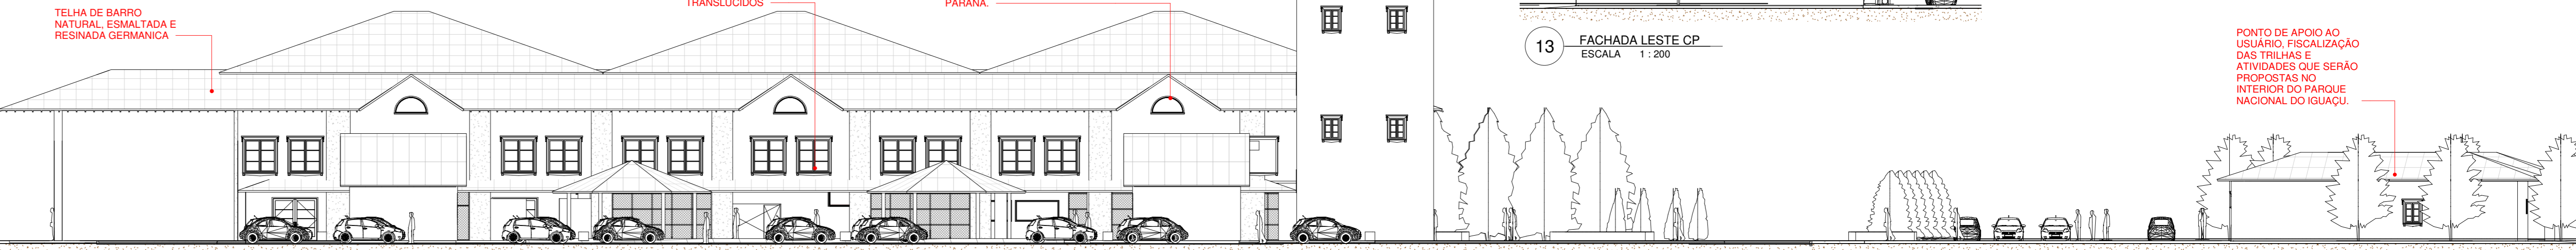 TELHA DE BARRO
NATURAL, ESMALTADA E
RESINADA GERMANICA
TRANSLÚCIDOS
PARANÁ.
13
FACHADA LESTE CP
ESCALA 1 : 200
PONTO DE APOIO AO
USUÁRIO, FISCALIZAÇÃO
DAS TRILHAS E
ATIVIDADES QUE SERÃO
PROPOSTAS NO
INTERIOR DO PARQUE
NACIONAL DO IGUAÇU.